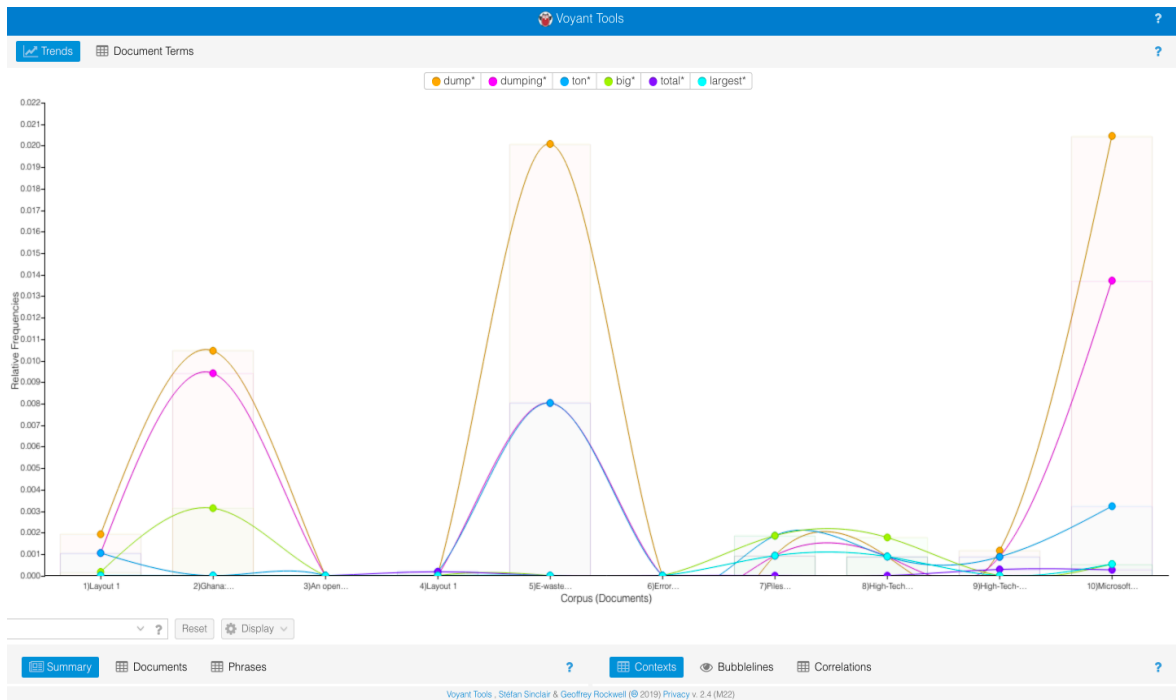 Voyant Tools ?
Trends Document Terms ?
dump* dumping* ton* big* total* largest*
0.022
0.021
0.020
0.019
0.018
0.017
0.016
0.015
0.014
0.013
0.012
0.011
0.010
0.009
0.008
0.007
0.006
0.005
0.004
0.003
0.002
0.001
0.000
Relative Frequencies
1)Layout 1 2)Ghana:... 3)An open... 4)Layout 1 5)E-waste... 6)Error... 7)Piles... 8)High-Tech... 9)High-Tech-... 10)Microsoft...
Corpus (Documents)
? Reset Display
Summary Documents Phrases ? Contexts Bubblelines Correlations ?
Voyant Tools , Stéfan Sinclair & Geoffrey Rockwell (© 2019) Privacy v. 2.4 (M22)